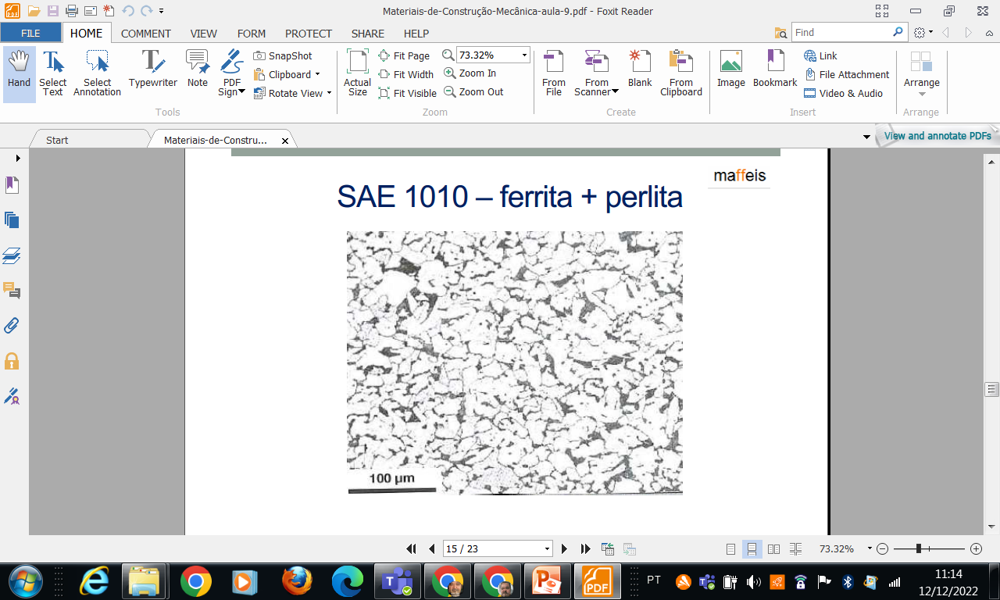 Materiais-de-Construção-Mecânica-aula-9.pdf - Foxit Reader
FILE HOME COMMENT VIEW FORM PROTECT SHARE HELP
Find
Hand
Select Text
Select Annotation
Typewriter
Note
PDF Sign
SnapShot
Clipboard
Rotate View
Tools
Actual Size
Fit Page
Fit Width
Fit Visible
73.32%
Zoom In
Zoom Out
Zoom
From File
From Scanner
Blank
From Clipboard
Create
Image
Bookmark
Link
File Attachment
Video & Audio
Insert
Arrange
Arrange
Start
Materiais-de-Constru...
View and annotate PDFs
maffeis
SAE 1010 – ferrita + perlita
100 µm
15 / 23
73.32%
PDF
PT
11:14
12/12/2022